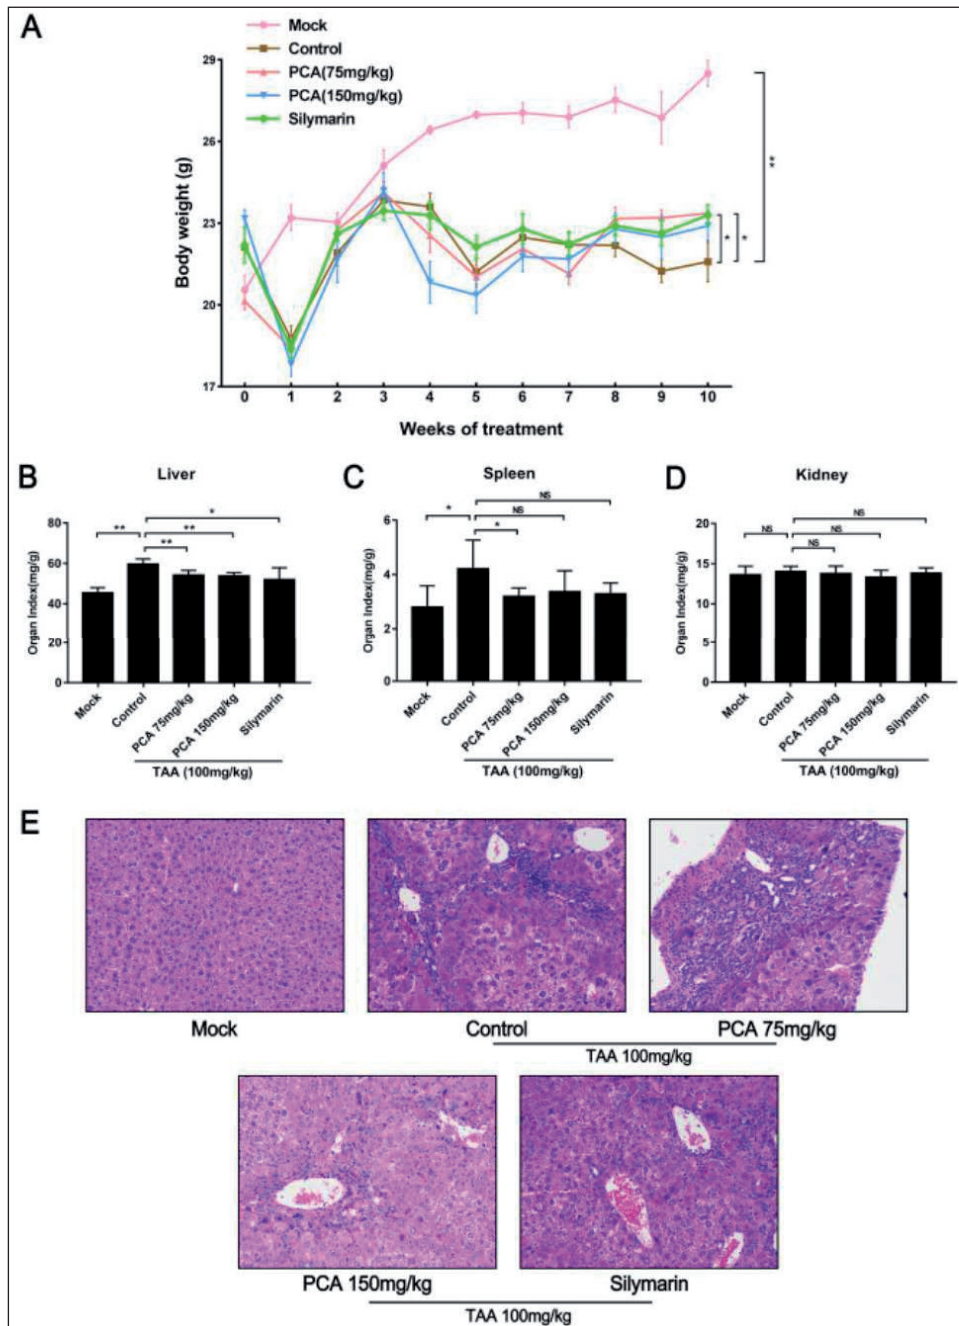 A
Mock
Control
PCA(75mg/kg)
PCA(150mg/kg)
Silymarin
Body weight (g)
29
26
23
20
17
0 1 2 3 4 5 6 7 8 9 10
Weeks of treatment
**
*
*
B
Liver
Organ Index(mg/g)
80
60
40
20
0
*
** **
**
Mock
Control
PCA 75mg/kg
PCA 150mg/kg
Silymarin
TAA (100mg/kg)
C
Spleen
Organ Index(mg/g)
6
4
2
0
NS
* NS
*
Mock
Control
PCA 75mg/kg
PCA 150mg/kg
Silymarin
TAA (100mg/kg)
D
Kidney
Organ Index(mg/g)
20
15
10
5
0
NS
NS NS
NS
Mock
Control
PCA 75mg/kg
PCA 150mg/kg
Silymarin
TAA (100mg/kg)
E
Mock Control PCA 75mg/kg
TAA 100mg/kg
PCA 150mg/kg Silymarin
TAA 100mg/kg